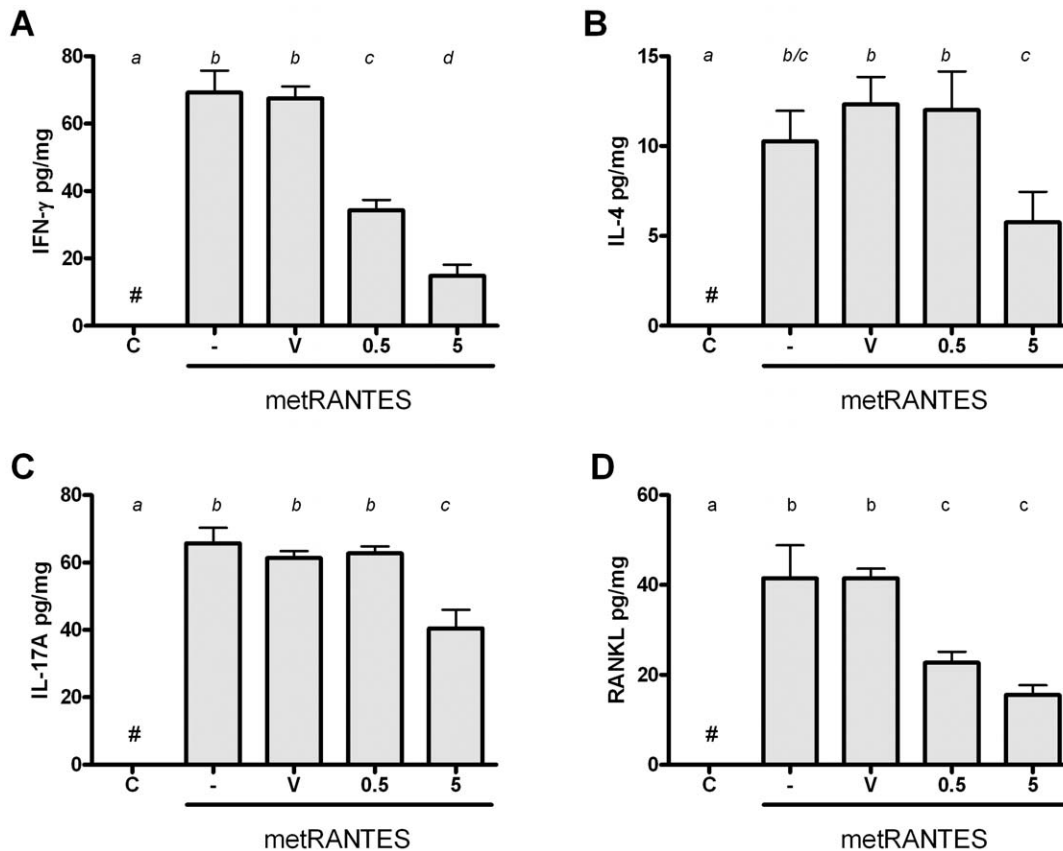 A
IFN-γ pg/mg
80
60
40
20
0
a b b c d
#
C - V 0.5 5
metRANTES
B
IL-4 pg/mg
15
10
5
0
a b/c b b c
#
C - V 0.5 5
metRANTES
C
IL-17A pg/mg
80
60
40
20
0
a b b b c
#
C - V 0.5 5
metRANTES
D
RANKL pg/mg
60
40
20
0
a b b c c
#
C - V 0.5 5
metRANTES